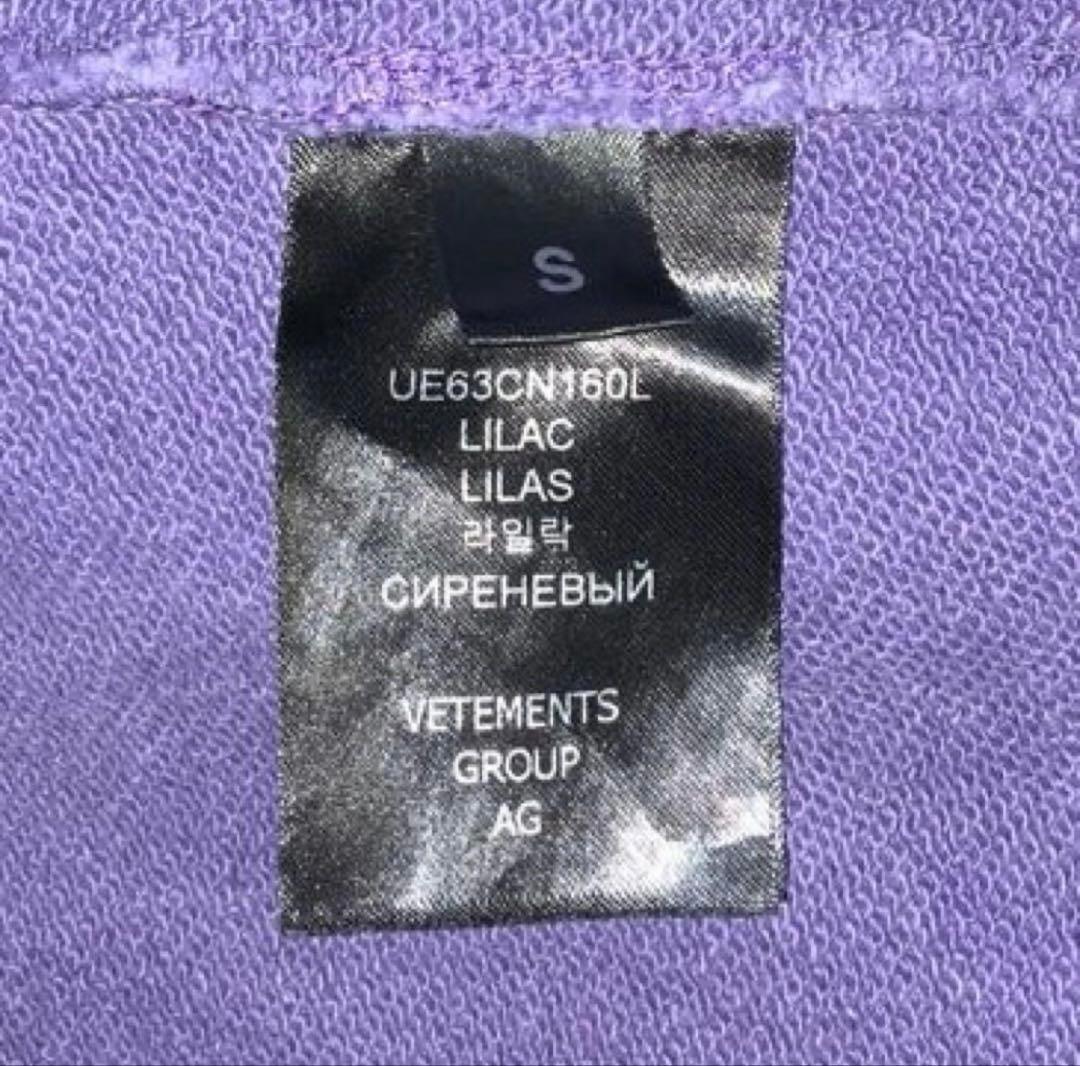 S
UE63CN160L
LILAC
LILAS
라일락
СИРЕНЕВЫЙ
VETEMENTS
GROUP
AG